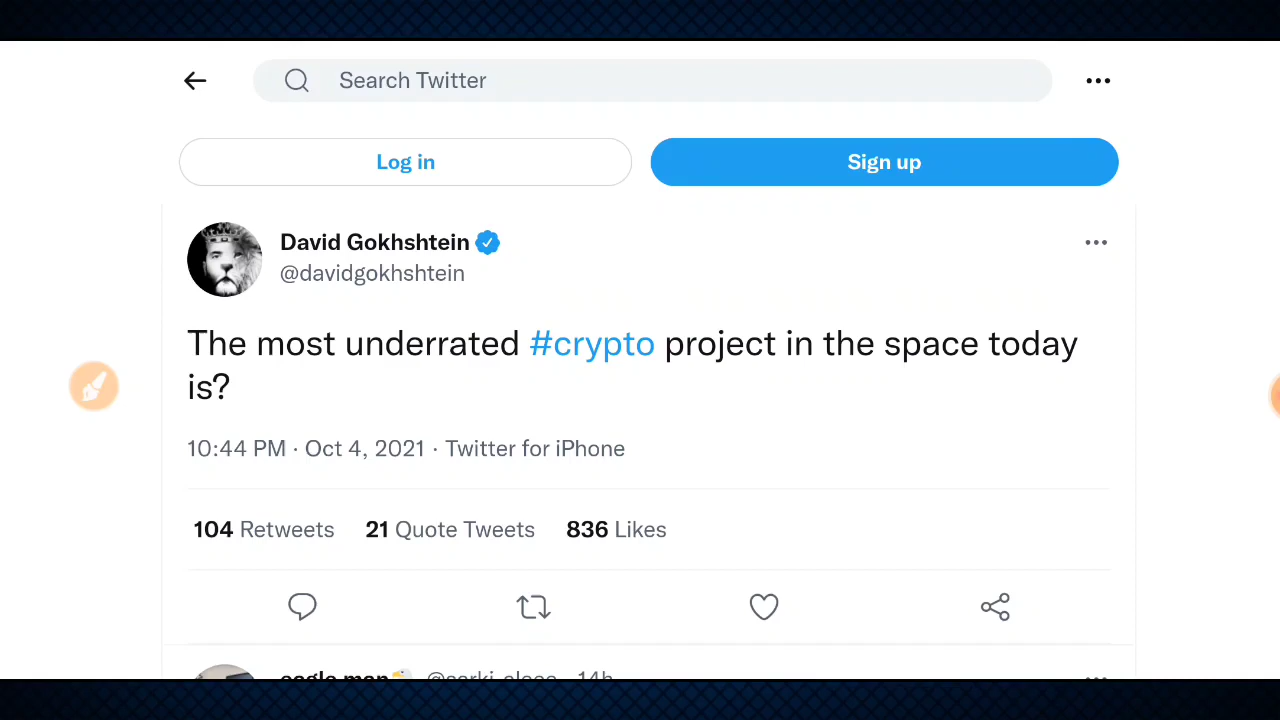 Search Twitter
Log in
Sign up
David Gokhshtein
@davidgokhshtein
The most underrated #crypto project in the space today
is?
10:44 PM · Oct 4, 2021 · Twitter for iPhone
104 Retweets 21 Quote Tweets 836 Likes
14h